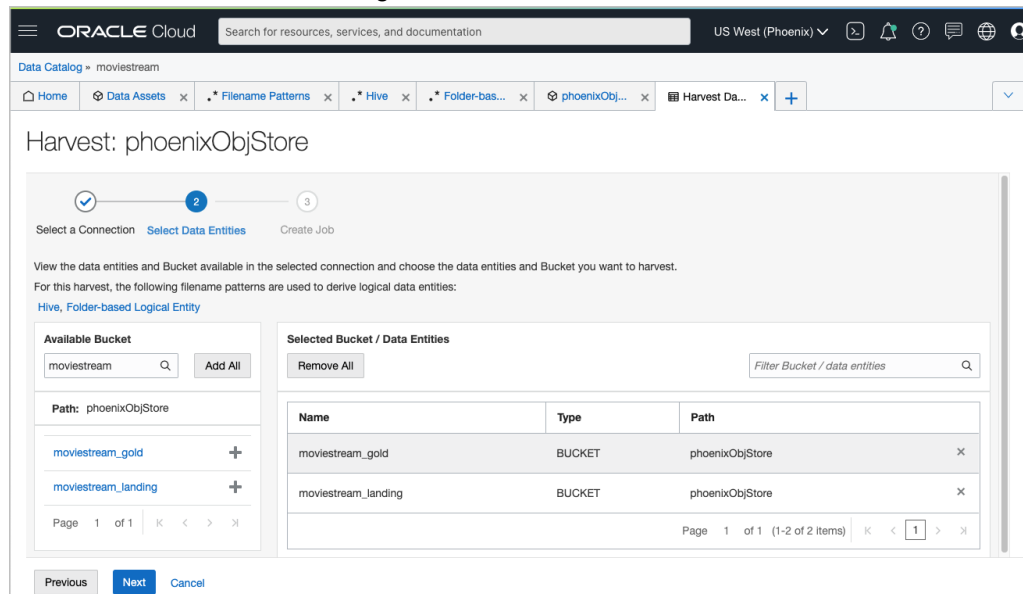 ORACLE Cloud
Search for resources, services, and documentation
US West (Phoenix)
Data Catalog » moviestream
Home
Data Assets
.* Filename Patterns
.* Hive
.* Folder-bas...
phoenixObj...
Harvest Da...
Harvest: phoenixObjStore
2
3
Select a Connection
Select Data Entities
Create Job
View the data entities and Bucket available in the selected connection and choose the data entities and Bucket you want to harvest.
For this harvest, the following filename patterns are used to derive logical data entities:
Hive, Folder-based Logical Entity
Available Bucket
moviestream
Add All
Path: phoenixObjStore
moviestream_gold
moviestream_landing
Page 1 of 1
Selected Bucket / Data Entities
Remove All
Filter Bucket / data entities
Name Type Path
moviestream_gold BUCKET phoenixObjStore
moviestream_landing BUCKET phoenixObjStore
Page 1 of 1 (1-2 of 2 items) 1
Previous
Next
Cancel